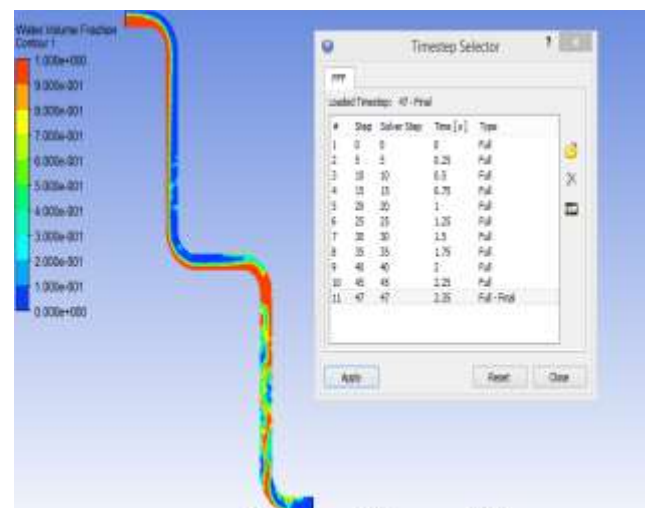 Water Volume Fraction
Contour 1
1.000e+000
9.000e-001
8.000e-001
7.000e-001
6.000e-001
5.000e-001
4.000e-001
3.000e-001
2.000e-001
1.000e-001
0.000e+000
Timestep Selector ?
Loaded Timestep: 47 - Final
# Step Solver Step Time [s] Type
1 0 0 0 Full
2 5 5 0.25 Full
3 10 10 0.5 Full
4 15 15 0.75 Full
5 20 20 1 Full
6 25 25 1.25 Full
7 30 30 1.5 Full
8 35 35 1.75 Full
9 40 40 2 Full
10 45 45 2.25 Full
11 47 47 2.35 Full - Final
Apply Reset Close